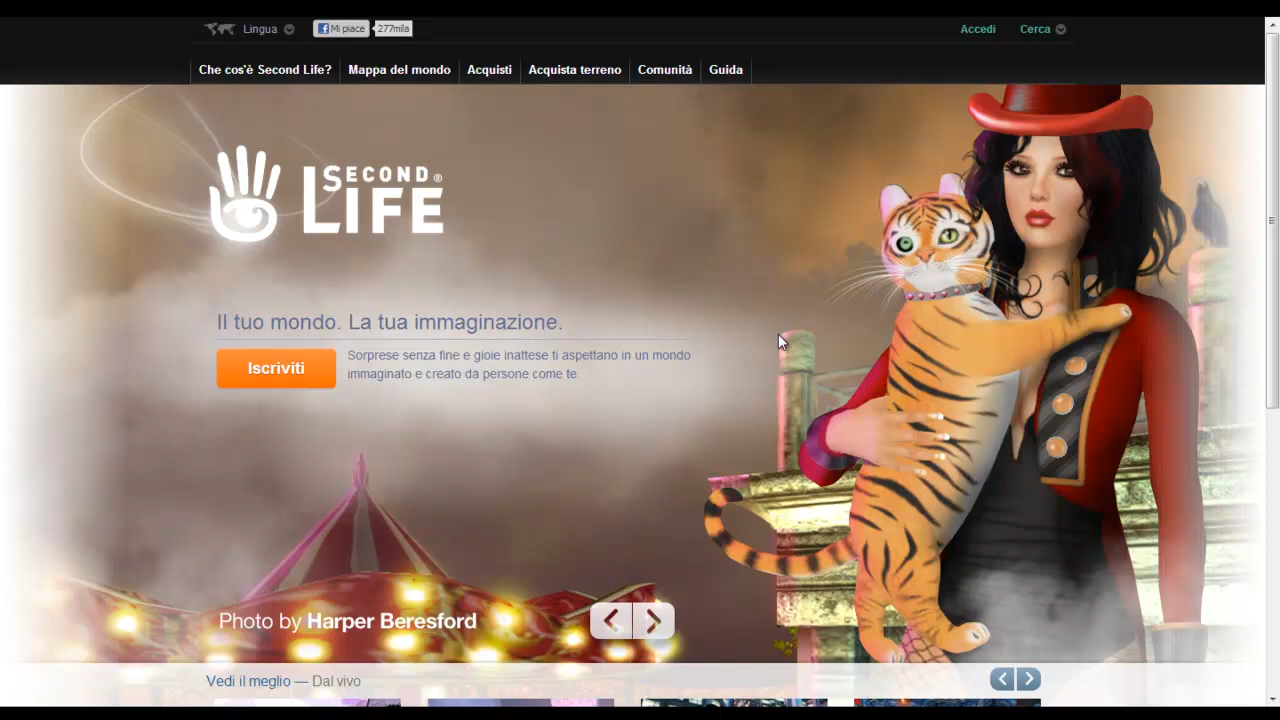 Lingua
Mi piace
277mila
Accedi
Cerca
Che cos'è Second Life?
Mappa del mondo
Acquisti
Acquista terreno
Comunità
Guida
SECOND®
LIFE
Il tuo mondo. La tua immaginazione.
Iscriviti
Sorprese senza fine e gioie inattese ti aspettano in un mondo
immaginato e creato da persone come te.
Photo by Harper Beresford
Vedi il meglio — Dal vivo